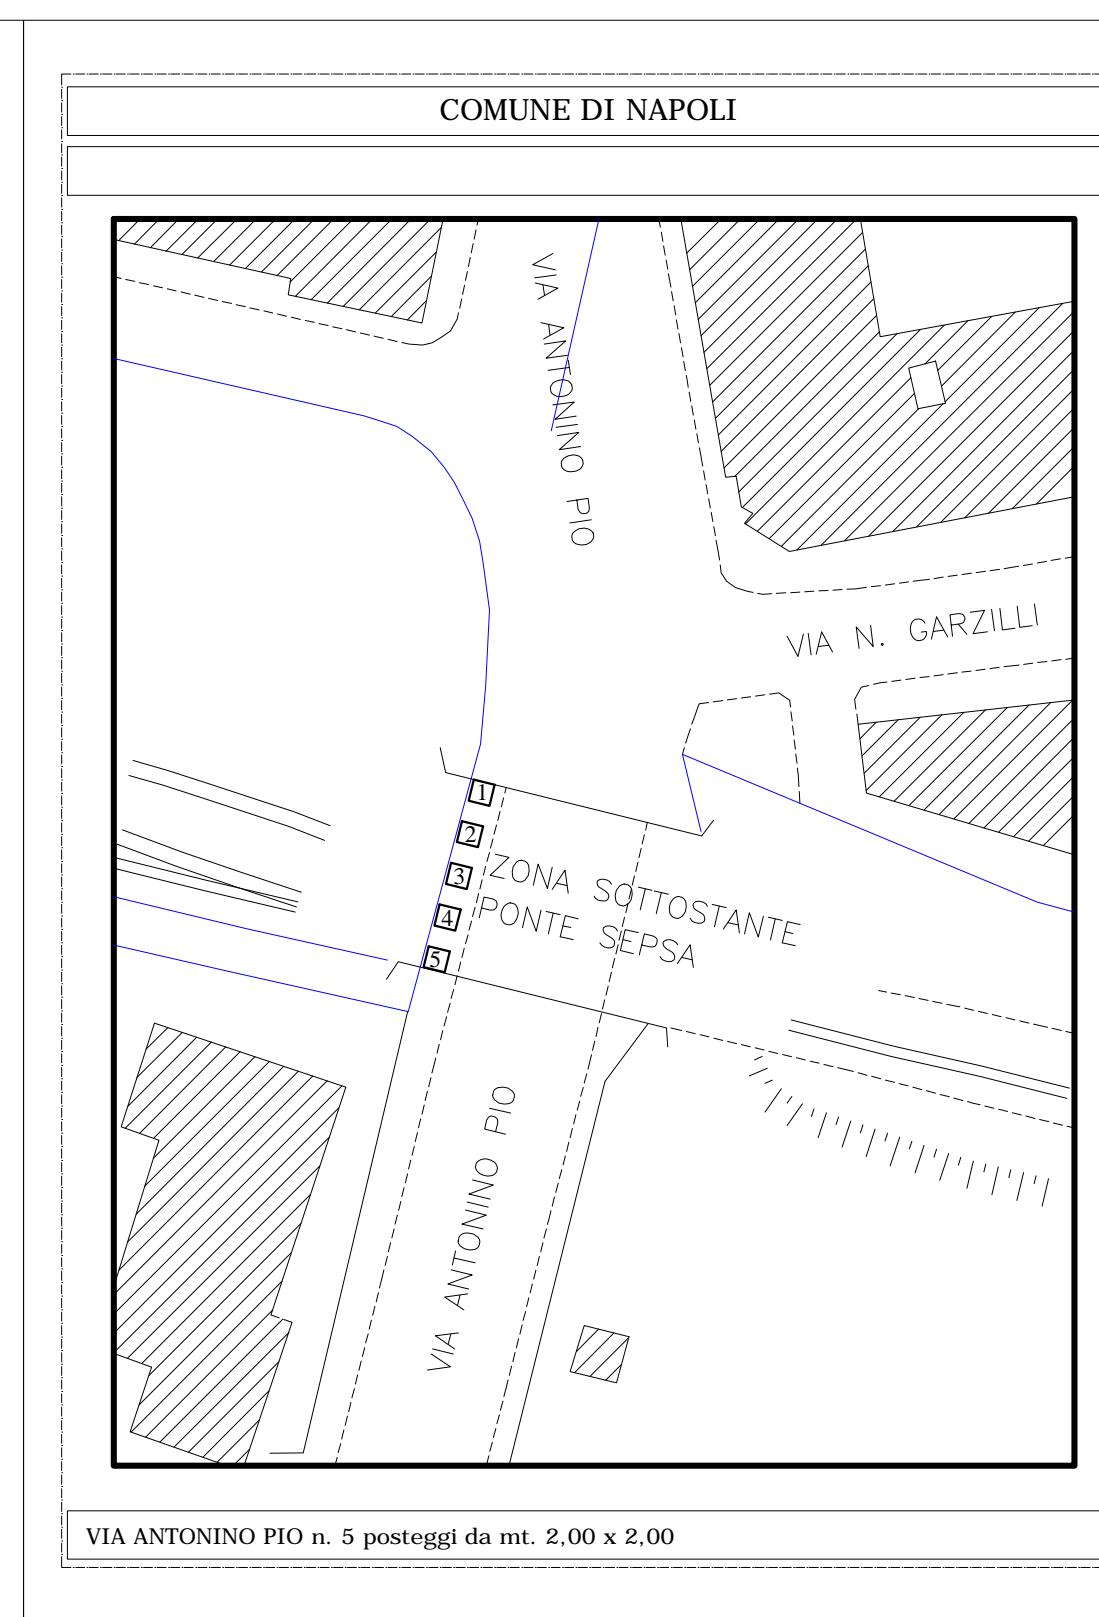 COMUNE DI NAPOLI
VIA ANTONINO PIO
VIA N. GARZILLI
1
2
3
4
5
ZONA SOTTOSTANTE
PONTE SEPSA
VIA ANTONINO PIO
VIA ANTONINO PIO n. 5 posteggi da mt. 2,00 x 2,00